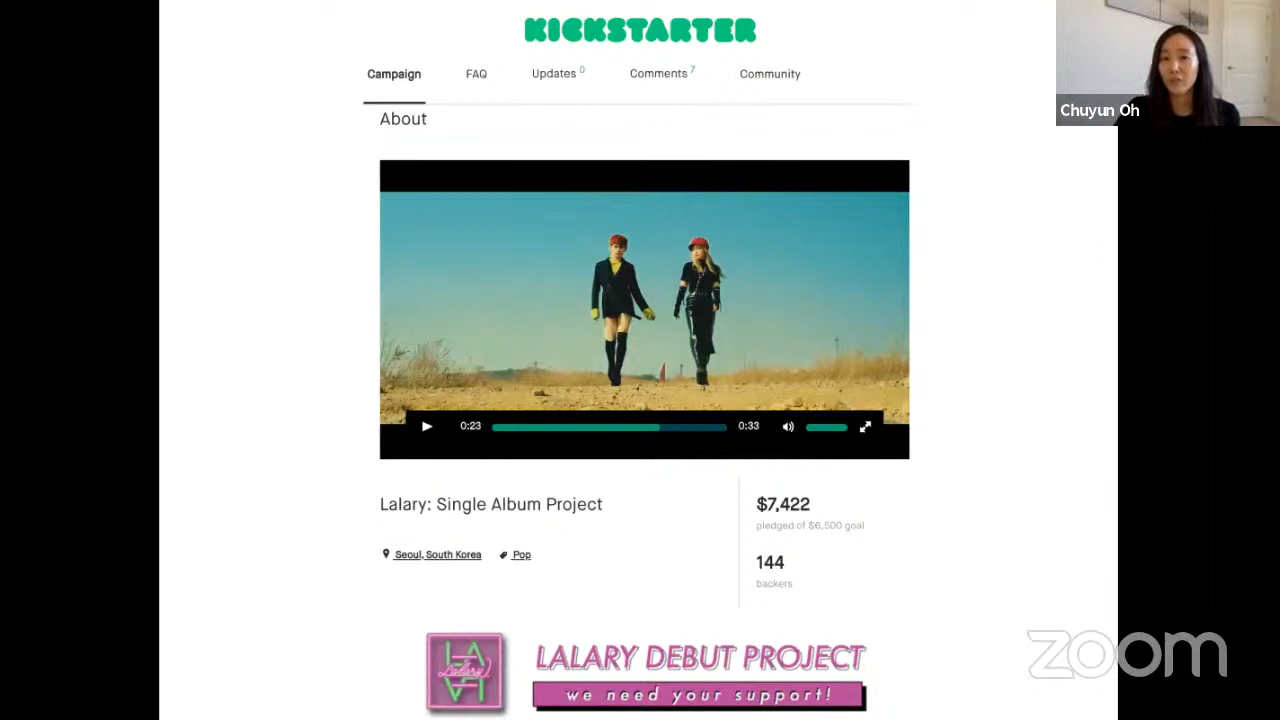 KICKSTARTER
Campaign FAQ Updates 0 Comments 7 Community
About
Chuyun Oh
0:23 0:33
Lalary: Single Album Project
Seoul, South Korea Pop
$7,422
pledged of $6,500 goal
144
backers
LA
Lalary
LALARY DEBUT PROJECT
we need your support!
zoom